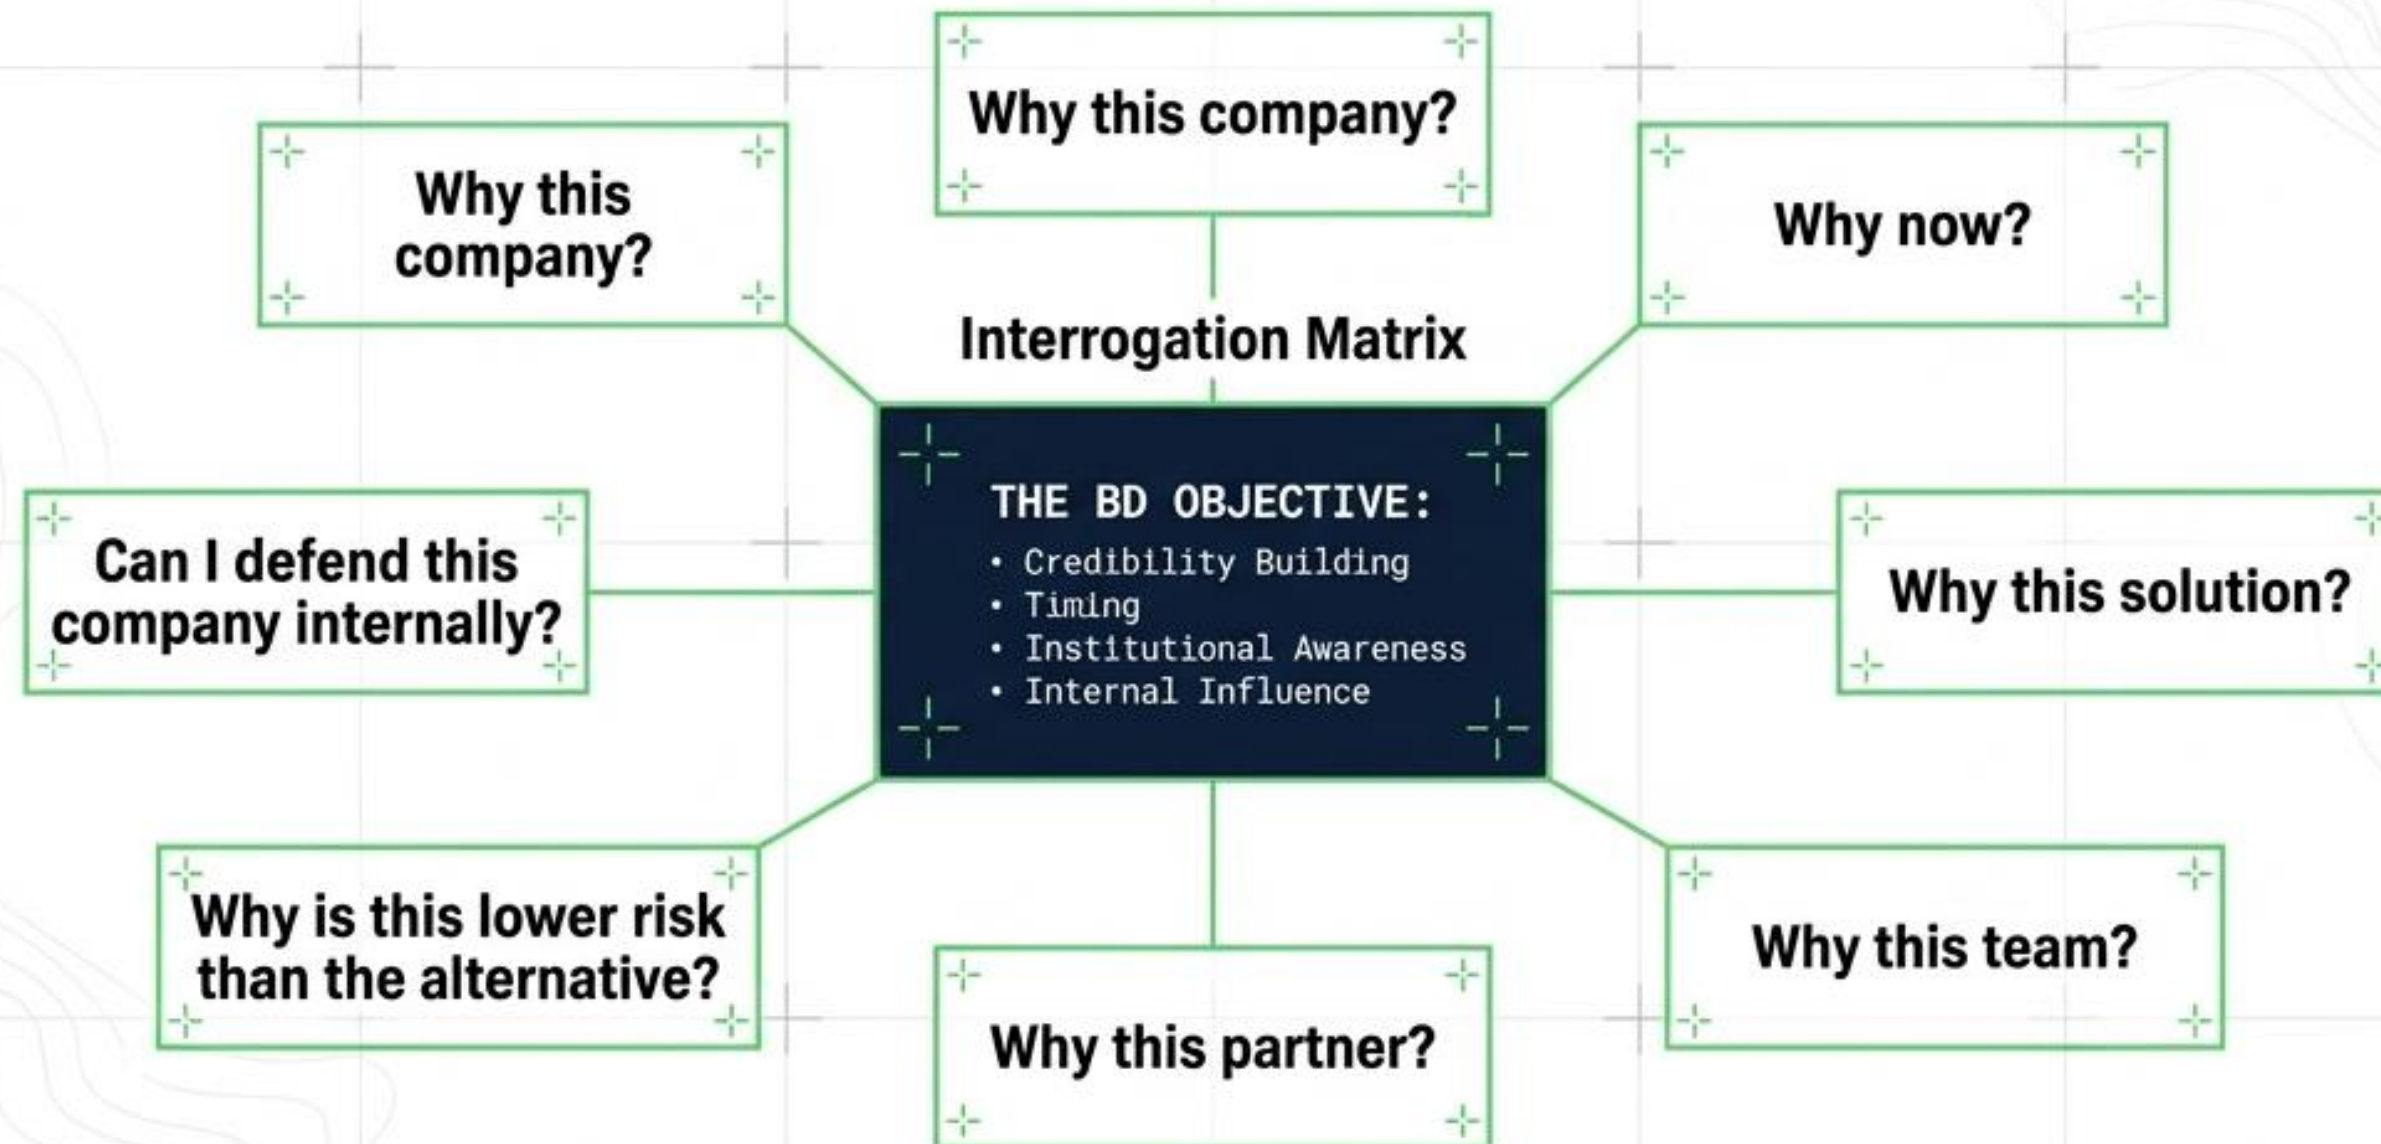 Why this company?
Why this
company?
Why now?
Interrogation Matrix
THE BD OBJECTIVE:
• Credibility Building
• Timing
• Institutional Awareness
• Internal Influence
Can I defend this
company internally?
Why this solution?
Why is this lower risk
than the alternative?
Why this team?
Why this partner?